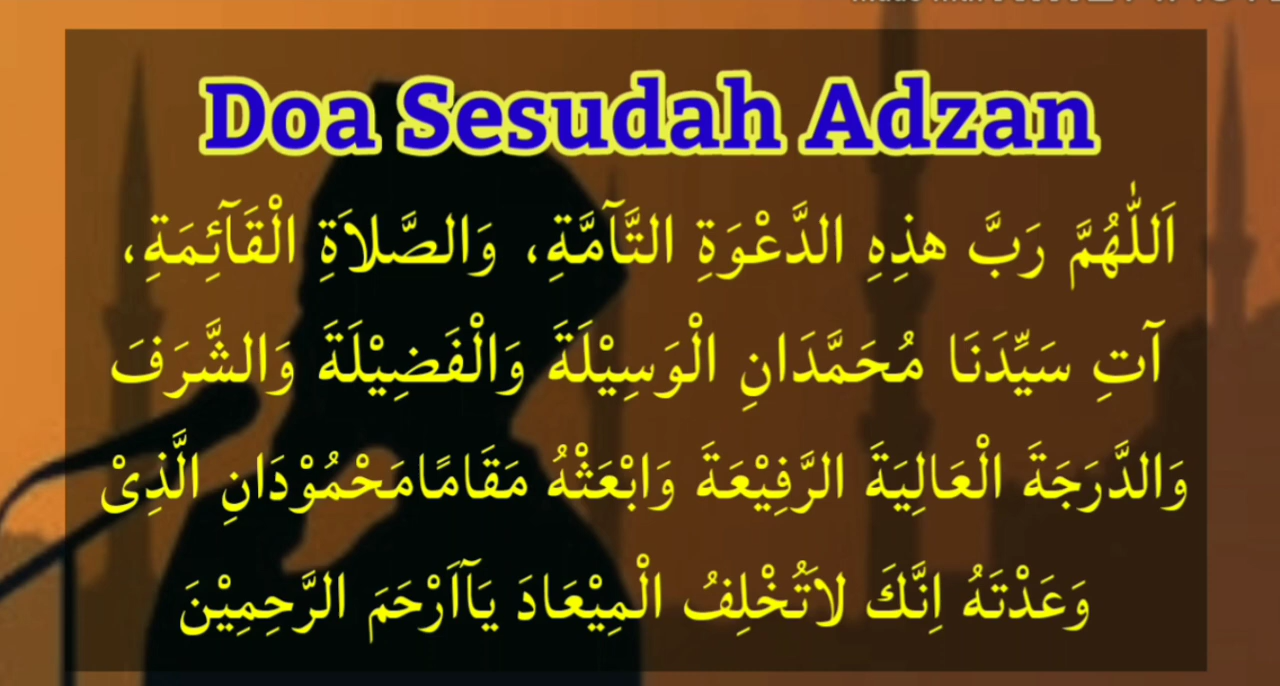 Doa Sesudah Adzan
اَللّٰهُمَّ رَبَّ هذِهِ الدَّعْوَةِ التَّآمَّةِ، وَالصَّلاَةِ الْقَآئِمَةِ،
آتِ سَيِّدَنَا مُحَمَّدَانِ الْوَسِيْلَةَ وَالْفَضِيْلَةَ وَالشَّرَفَ
وَالدَّرَجَةَ الْعَالِيَةَ الرَّفِيْعَةَ وَابْعَثْهُ مَقَامًامَحْمُوْدَانِ الَّذِىْ
وَعَدْتَهُ اِنَّكَ لاَتُخْلِفُ الْمِيْعَادَ يَآاَرْحَمَ الرَّحِمِيْنَ